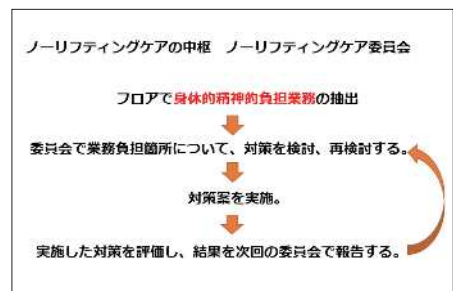 ノーリフティングケアの中枢　ノーリフティングケア委員会
フロアで身体的精神的負担業務の抽出
委員会で業務負担箇所について、対策を検討、再検討する。
対策案を実施。
実施した対策を評価し、結果を次回の委員会で報告する。